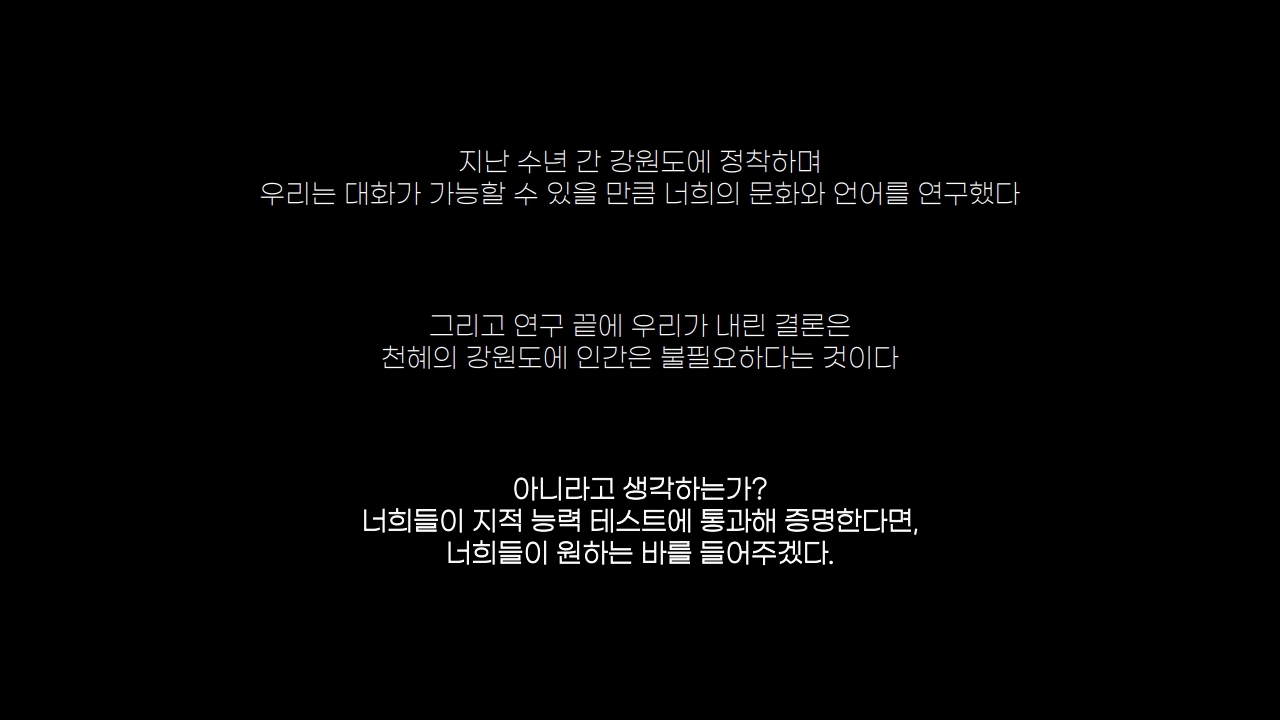 지난 수년 간 강원도에 정착하며
우리는 대화가 가능할 수 있을 만큼 너희의 문화와 언어를 연구했다
그리고 연구 끝에 우리가 내린 결론은
천혜의 강원도에 인간은 불필요하다는 것이다
아니라고 생각하는가?
너희들이 지적 능력 테스트에 통과해 증명한다면,
너희들이 원하는 바를 들어주겠다.